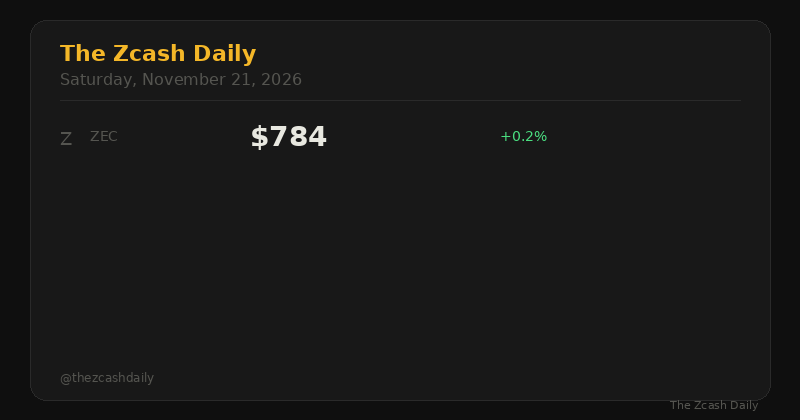 The Zcash Daily
Saturday, November 21, 2026
Z ZEC $784 +0.2%
@thezcashdaily
The Zcash Daily